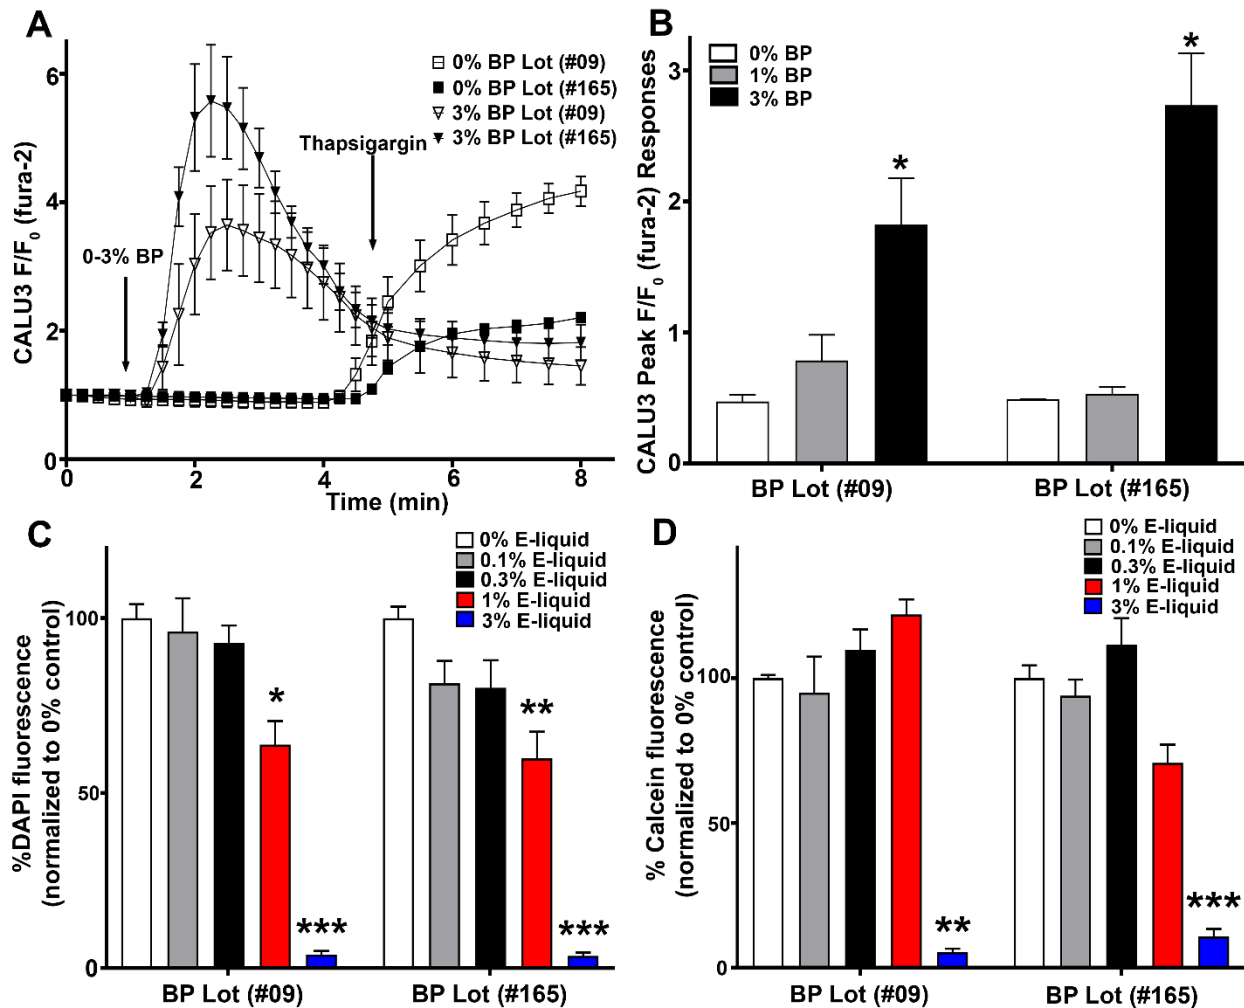 A
CALU3 F/F0 (fura-2)
6
4
2
0
0-3% BP
Thapsigargin
0% BP Lot (#09)
0% BP Lot (#165)
3% BP Lot (#09)
3% BP Lot (#165)
0 2 4 6 8
Time (min)
B
CALU3 Peak F/F0 (fura-2) Responses
3
2
1
0
0% BP
1% BP
3% BP
*
*
BP Lot (#09) BP Lot (#165)
C
%DAPI fluorescence
(normalized to 0% control)
100
50
0
0% E-liquid
0.1% E-liquid
0.3% E-liquid
1% E-liquid
3% E-liquid
*
***
**
***
BP Lot (#09) BP Lot (#165)
D
% Calcein fluorescence
(normalized to 0% control)
100
50
0
0% E-liquid
0.1% E-liquid
0.3% E-liquid
1% E-liquid
3% E-liquid
**
***
BP Lot (#09) BP Lot (#165)